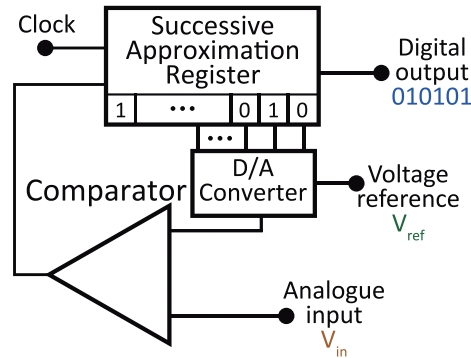 Clock
Successive
Approximation
Register
1 ... 0 1 0
Digital
output
010101
...
D/A
Converter
Comparator
Voltage
reference
Vref
Analogue
input
Vin